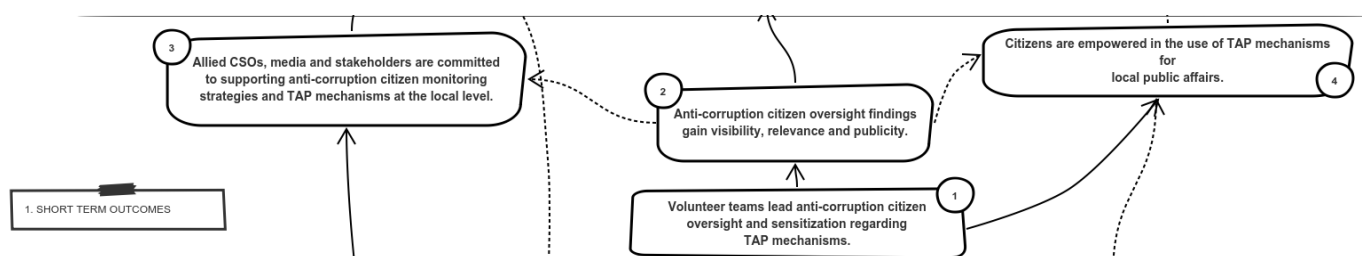 3
Allied CSOs, media and stakeholders are committed
to supporting anti-corruption citizen monitoring
strategies and TAP mechanisms at the local level.
2
Anti-corruption citizen oversight findings
gain visibility, relevance and publicity.
Citizens are empowered in the use of TAP mechanisms
for
local public affairs.
4
1. SHORT TERM OUTCOMES
1
Volunteer teams lead anti-corruption citizen
oversight and sensitization regarding
TAP mechanisms.